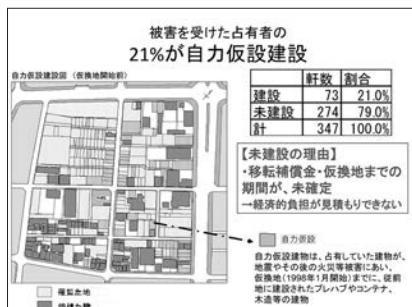 被害を受けた占有者の
21%が自力仮設建設
自力仮設建設図（仮換地開始前）
軒数 割合
建設 73 21.0%
未建設 274 79.0%
計 347 100.0%
【未建設の理由】
・移転補償金・仮換地までの
期間が、未確定
→経済的負担が見積もりできない
自力仮設
自力仮設建物は、占有していた建物が、
地震やその後の火災等被害にあい、
仮換地（1998年1月開始）までに、従前
地に建設されたプレハブやコンテナ、
木造等の建物